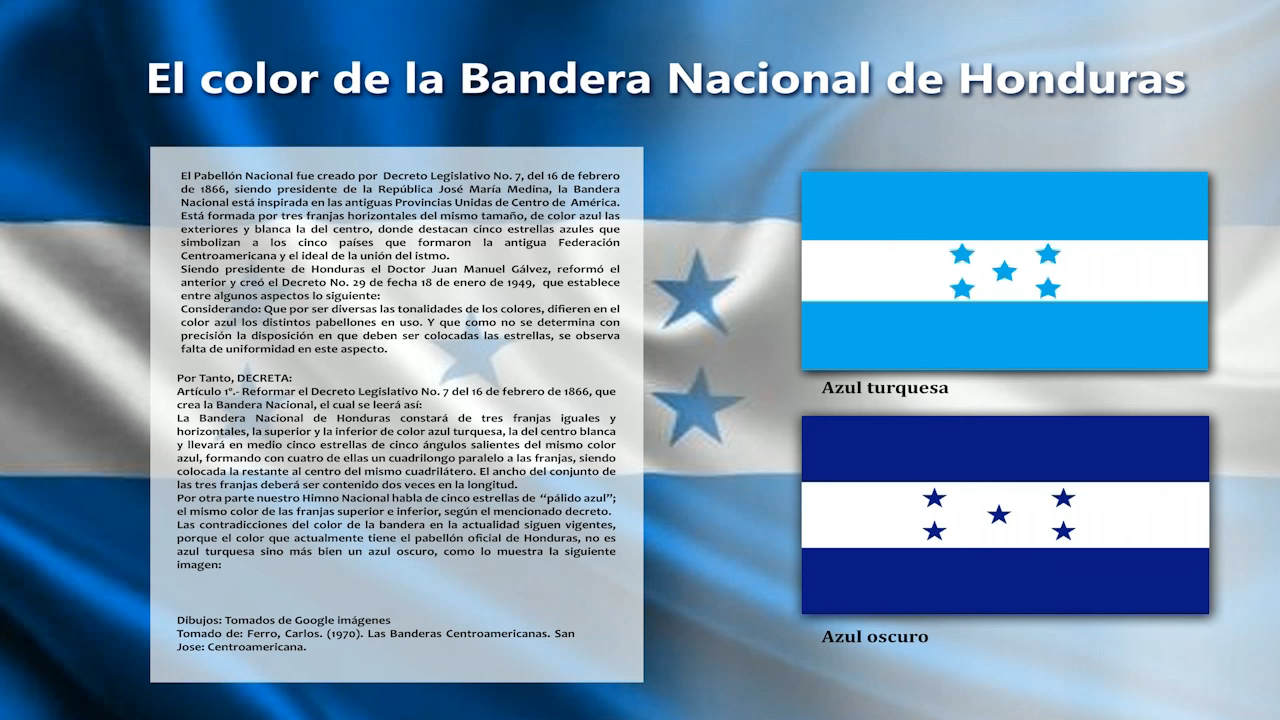 El color de la Bandera Nacional de Honduras
El Pabellón Nacional fue creado por Decreto Legislativo No. 7, del 16 de febrero
de 1866, siendo presidente de la República José María Medina, la Bandera
Nacional está inspirada en las antiguas Provincias Unidas de Centro de América.
Está formada por tres franjas horizontales del mismo tamaño, de color azul las
exteriores y blanca la del centro, donde destacan cinco estrellas azules que
simbolizan a los cinco países que formaron la antigua Federación
Centroamericana y el ideal de la unión del istmo.
Siendo presidente de Honduras el Doctor Juan Manuel Gálvez, reformó el
anterior y creó el Decreto No. 29 de fecha 18 de enero de 1949, que establece
entre algunos aspectos lo siguiente:
Considerando: Que por ser diversas las tonalidades de los colores, difieren en el
color azul los distintos pabellones en uso. Y que como no se determina con
precisión la disposición en que deben ser colocadas las estrellas, se observa
falta de uniformidad en este aspecto.
Por Tanto, DECRETA:
Artículo 1°.- Reformar el Decreto Legislativo No. 7 del 16 de febrero de 1866, que
crea la Bandera Nacional, el cual se leerá así:
La Bandera Nacional de Honduras constará de tres franjas iguales y
horizontales, la superior y la inferior de color azul turquesa, la del centro blanca
y llevará en medio cinco estrellas de cinco ángulos salientes del mismo color
azul, formando con cuatro de ellas un cuadrilongo paralelo a las franjas, siendo
colocada la restante al centro del mismo cuadrilátero. El ancho del conjunto de
las tres franjas deberá ser contenido dos veces en la longitud.
Por otra parte nuestro Himno Nacional habla de cinco estrellas de “pálido azul”;
el mismo color de las franjas superior e inferior, según el mencionado decreto.
Las contradicciones del color de la bandera en la actualidad siguen vigentes,
porque el color que actualmente tiene el pabellón oficial de Honduras, no es
azul turquesa sino más bien un azul oscuro, como lo muestra la siguiente
imagen:
Dibujos: Tomados de Google imágenes
Tomado de: Ferro, Carlos. (1970). Las Banderas Centroamericanas. San
Jose: Centroamericana.
Azul turquesa
Azul oscuro